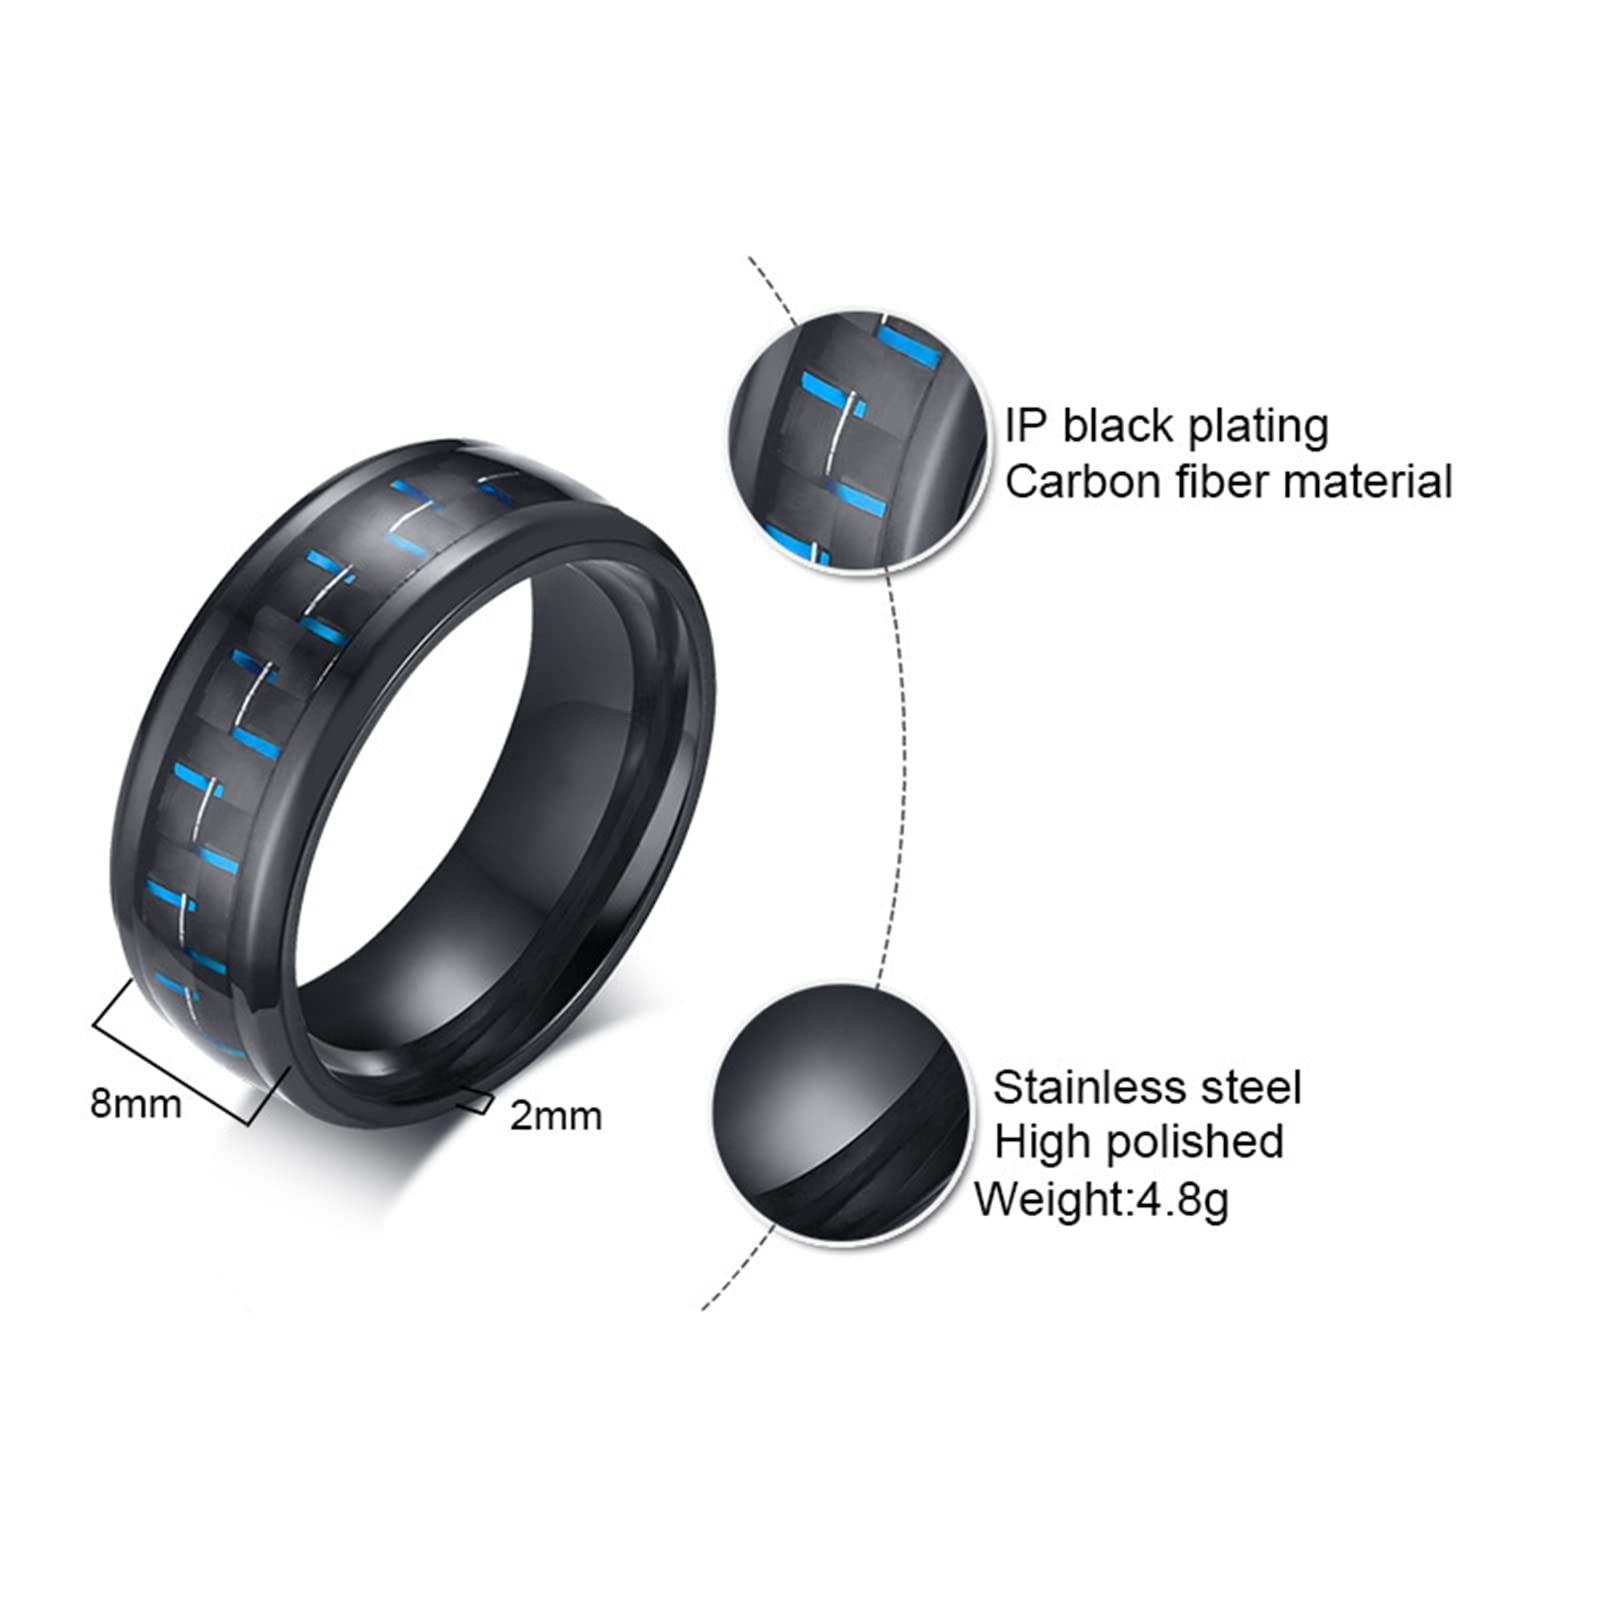 IP black plating
Carbon fiber material
8mm
2mm
Stainless steel
High polished
Weight:4.8g